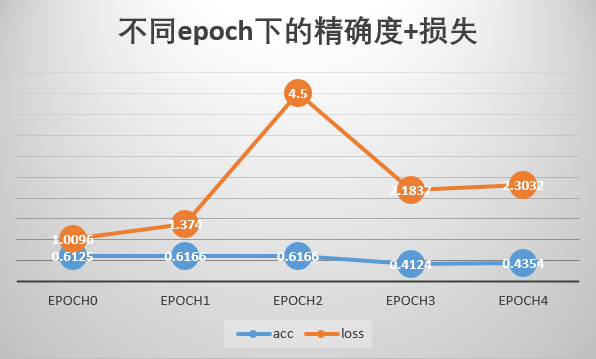 不同epoch下的精确度+损失
4.5
2.1837
2.3032
1.374
1.0096
0.6125
0.6166
0.6166
0.4124
0.4354
EPOCH0
EPOCH1
EPOCH2
EPOCH3
EPOCH4
acc
loss